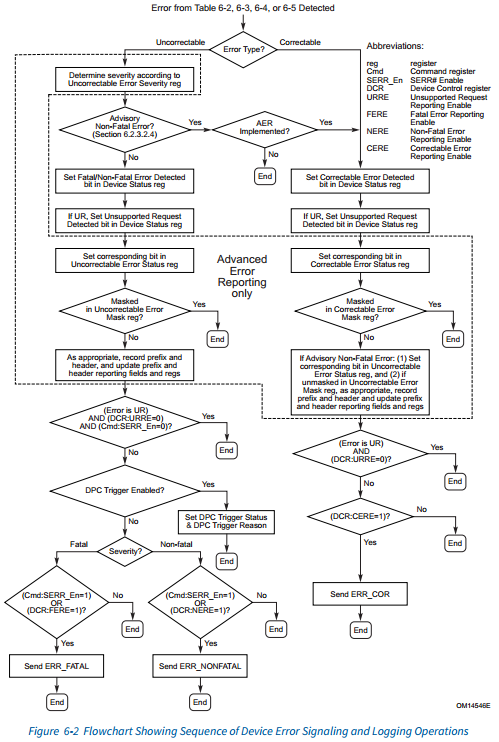 Error from Table 6-2, 6-3, 6-4, or 6-5 Detected
Uncorrectable
Error Type?
Correctable
Abbreviations:
reg register
Cmd Command register
SERR_En SERR# Enable
DCR Device Control register
URRE Unsupported Request
Reporting Enable
FERE Fatal Error Reporting
Enable
NERE Non-Fatal Error
Reporting Enable
CERE Correctable Error
Reporting Enable
Determine severity according to
Uncorrectable Error Severity reg
Advisory
Non-Fatal Error?
(Section 6.2.3.2.4)
Yes
No
AER
Implemented?
Yes
No
End
Set Fatal/Non-Fatal Error Detected
bit in Device Status reg
Set Correctable Error Detected
bit in Device Status reg
If UR, Set Unsupported Request
Detected bit in Device Status reg
If UR, Set Unsupported Request
Detected bit in Device Status reg
Set corresponding bit in
Uncorrectable Error Status reg
Advanced
Error
Reporting
only
Set corresponding bit in
Correctable Error Status reg
Masked
in Uncorrectable Error
Mask reg?
Yes
End
No
Masked
in Correctable Error
Mask reg?
Yes
End
No
As appropriate, record prefix and
header, and update prefix and
header reporting fields and regs
If Advisory Non-Fatal Error: (1) Set
corresponding bit in Uncorrectable
Error Status reg, and (2) if
unmasked in Uncorrectable Error
Mask reg, as appropriate, record
prefix and header and update prefix
and header reporting fields and regs
(Error is UR)
AND (DCR:URRE=0)
AND (Cmd:SERR_En=0)?
Yes
End
No
(Error is UR)
AND
(DCR:URRE=0)?
Yes
End
No
DPC Trigger Enabled?
Yes
No
Set DPC Trigger Status
& DPC Trigger Reason
End
(DCR:CERE=1)?
No
End
Yes
Fatal
Severity?
Non-fatal
(Cmd:SERR_En=1)
OR
(DCR:FERE=1)?
No
End
Yes
(Cmd:SERR_En=1)
OR
(DCR:NERE=1)?
No
End
Yes
Send ERR_COR
End
Send ERR_FATAL
End
Send ERR_NONFATAL
End
OM14546E
Figure 6-2 Flowchart Showing Sequence of Device Error Signaling and Logging Operations